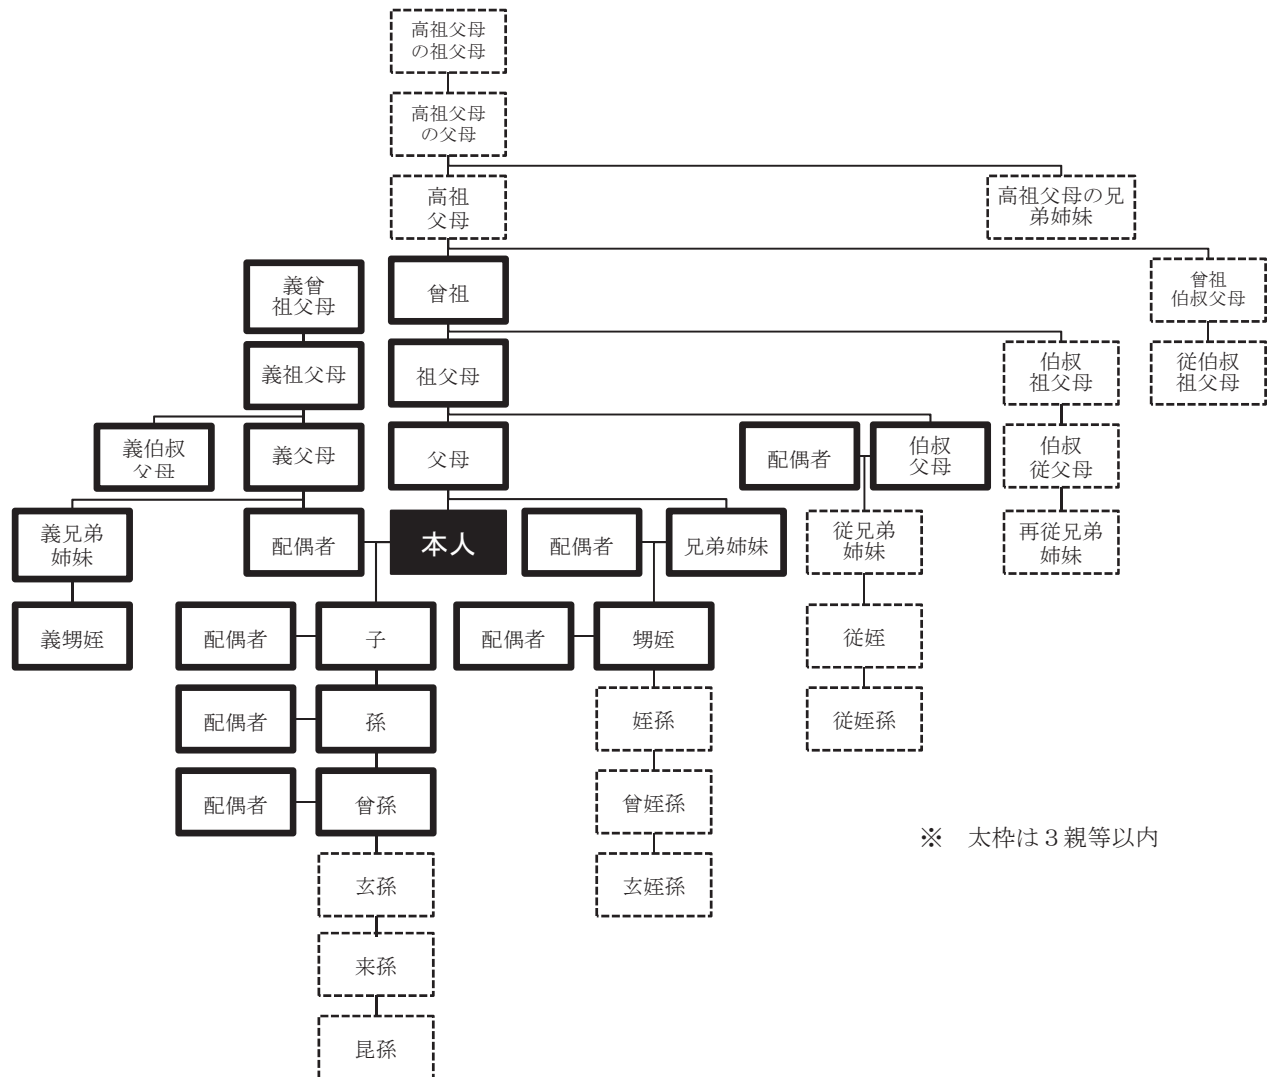 高祖父母
の祖父母
高祖父母
の父母
高祖
父母
高祖父母の兄
弟姉妹
義曾
祖父母
曾祖
曾祖
伯叔父母
義祖父母
祖父母
伯叔
祖父母
従伯叔
祖父母
義伯叔
父母
義父母
父母
配偶者
伯叔
父母
伯叔
従父母
義兄弟
姉妹
配偶者
本人
配偶者
兄弟姉妹
従兄弟
姉妹
再従兄弟
姉妹
義甥姪
配偶者
子
配偶者
甥姪
従姪
配偶者
孫
姪孫
従姪孫
配偶者
曾孫
曾姪孫
※　太枠は３親等以内
玄孫
玄姪孫
来孫
昆孫